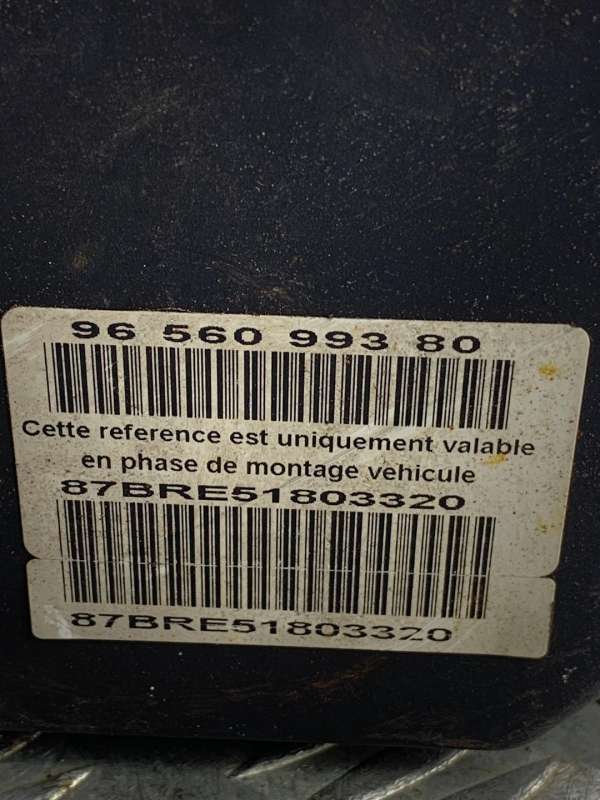 96 560 993 80
Cette reference est uniquement valable
en phase de montage vehicule
87BRE51803320
87BRE51803320